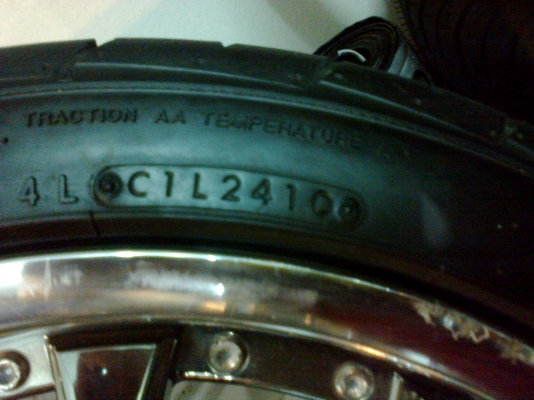 TRACTION AA TEMPERATURE
4 L C1L2410